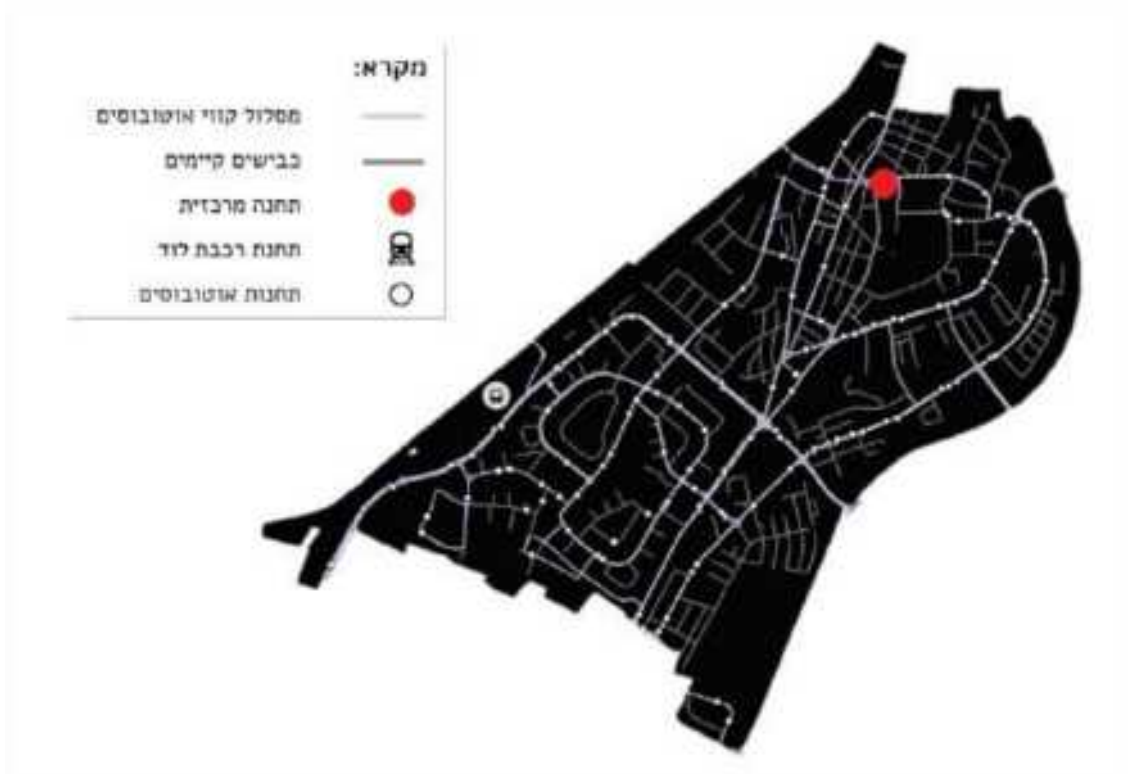 מקרא:
מסלול קווי אוטובוסים
כבישים קיימים
תחנה מרכזית
תחנת רכבת לוד
תחנות אוטובוסים